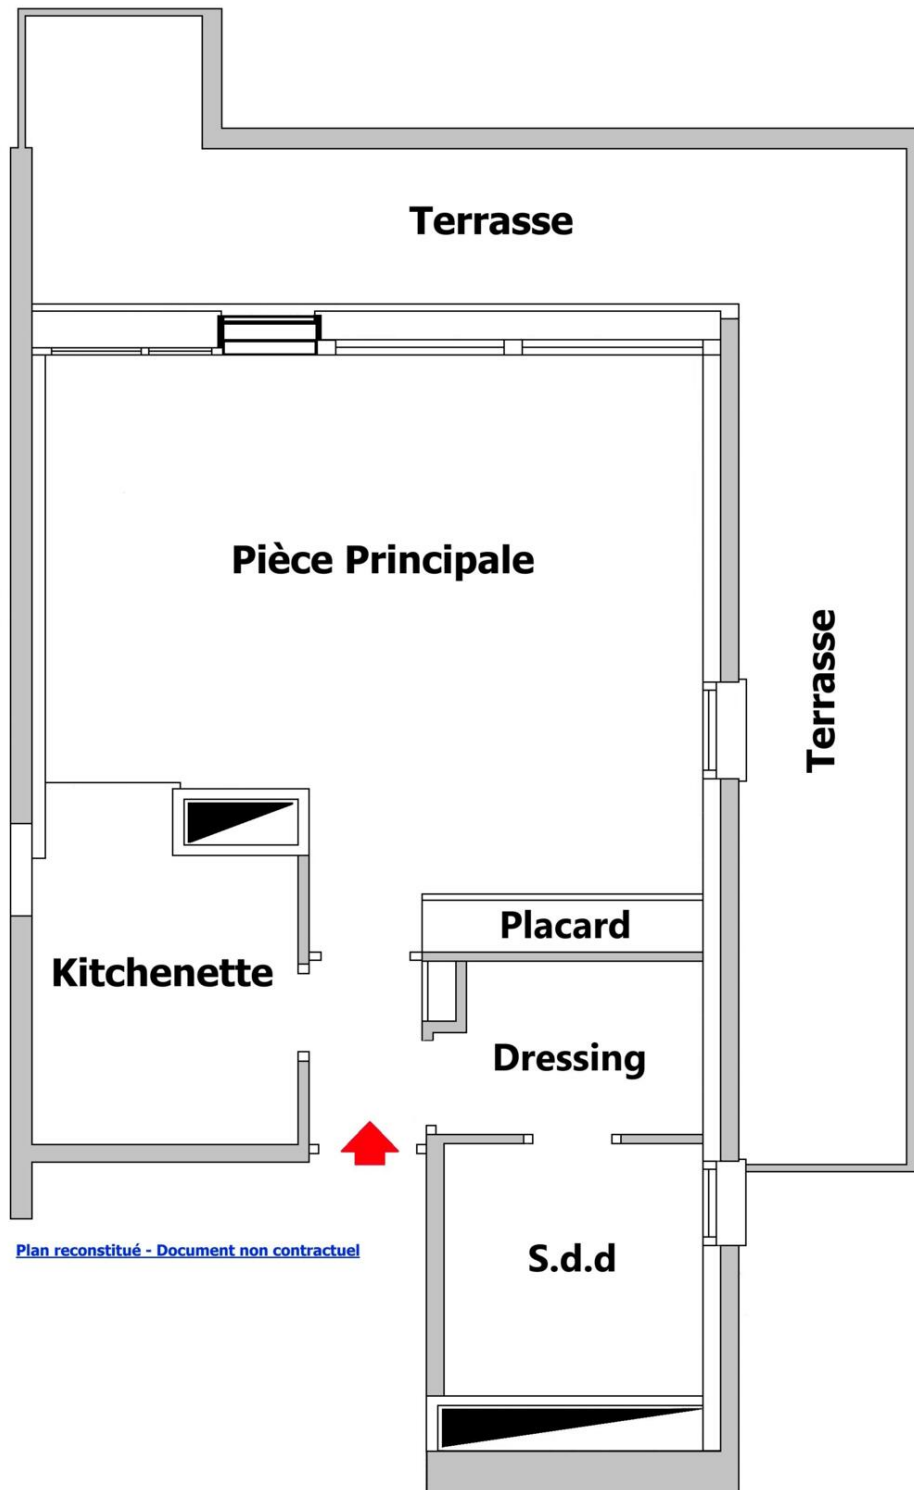 Terrasse
Pièce Principale
Terrasse
Placard
Kitchenette
Dressing
Plan reconstitué - Document non contractuel
S.d.d